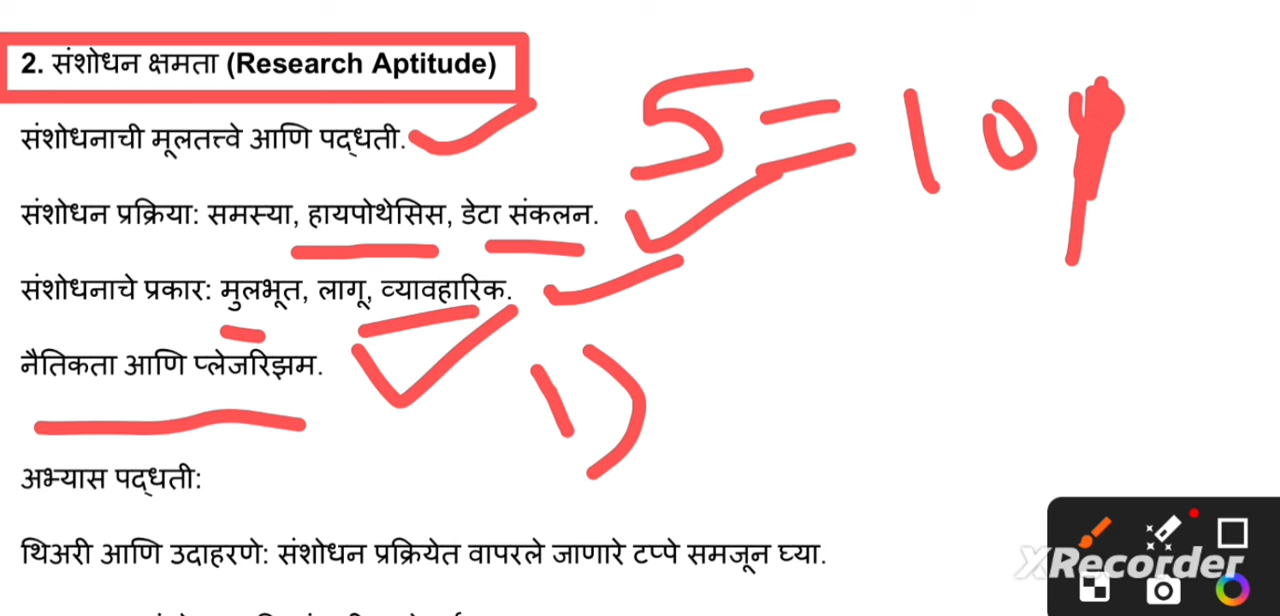 2. संशोधन क्षमता (Research Aptitude)
5 = 10
संशोधनाची मूलतत्त्वे आणि पद्धती.
संशोधन प्रक्रिया: समस्या, हायपोथेसिस, डेटा संकलन.
संशोधनाचे प्रकार: मुलभूत, लागू, व्यावहारिक.
नैतिकता आणि प्लेजरिझम.
1)
अभ्यास पद्धती:
थिअरी आणि उदाहरणे: संशोधन प्रक्रियेत वापरले जाणारे टप्पे समजून घ्या.
XRecorder